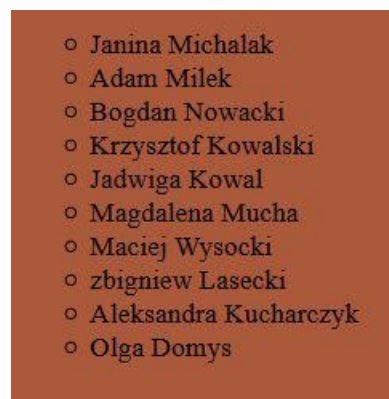 Janina Michalak
Adam Milek
Bogdan Nowacki
Krzysztof Kowalski
Jadwiga Kowal
Magdalena Mucha
Maciej Wysocki
zbigniew Lasecki
Aleksandra Kucharczyk
Olga Domys